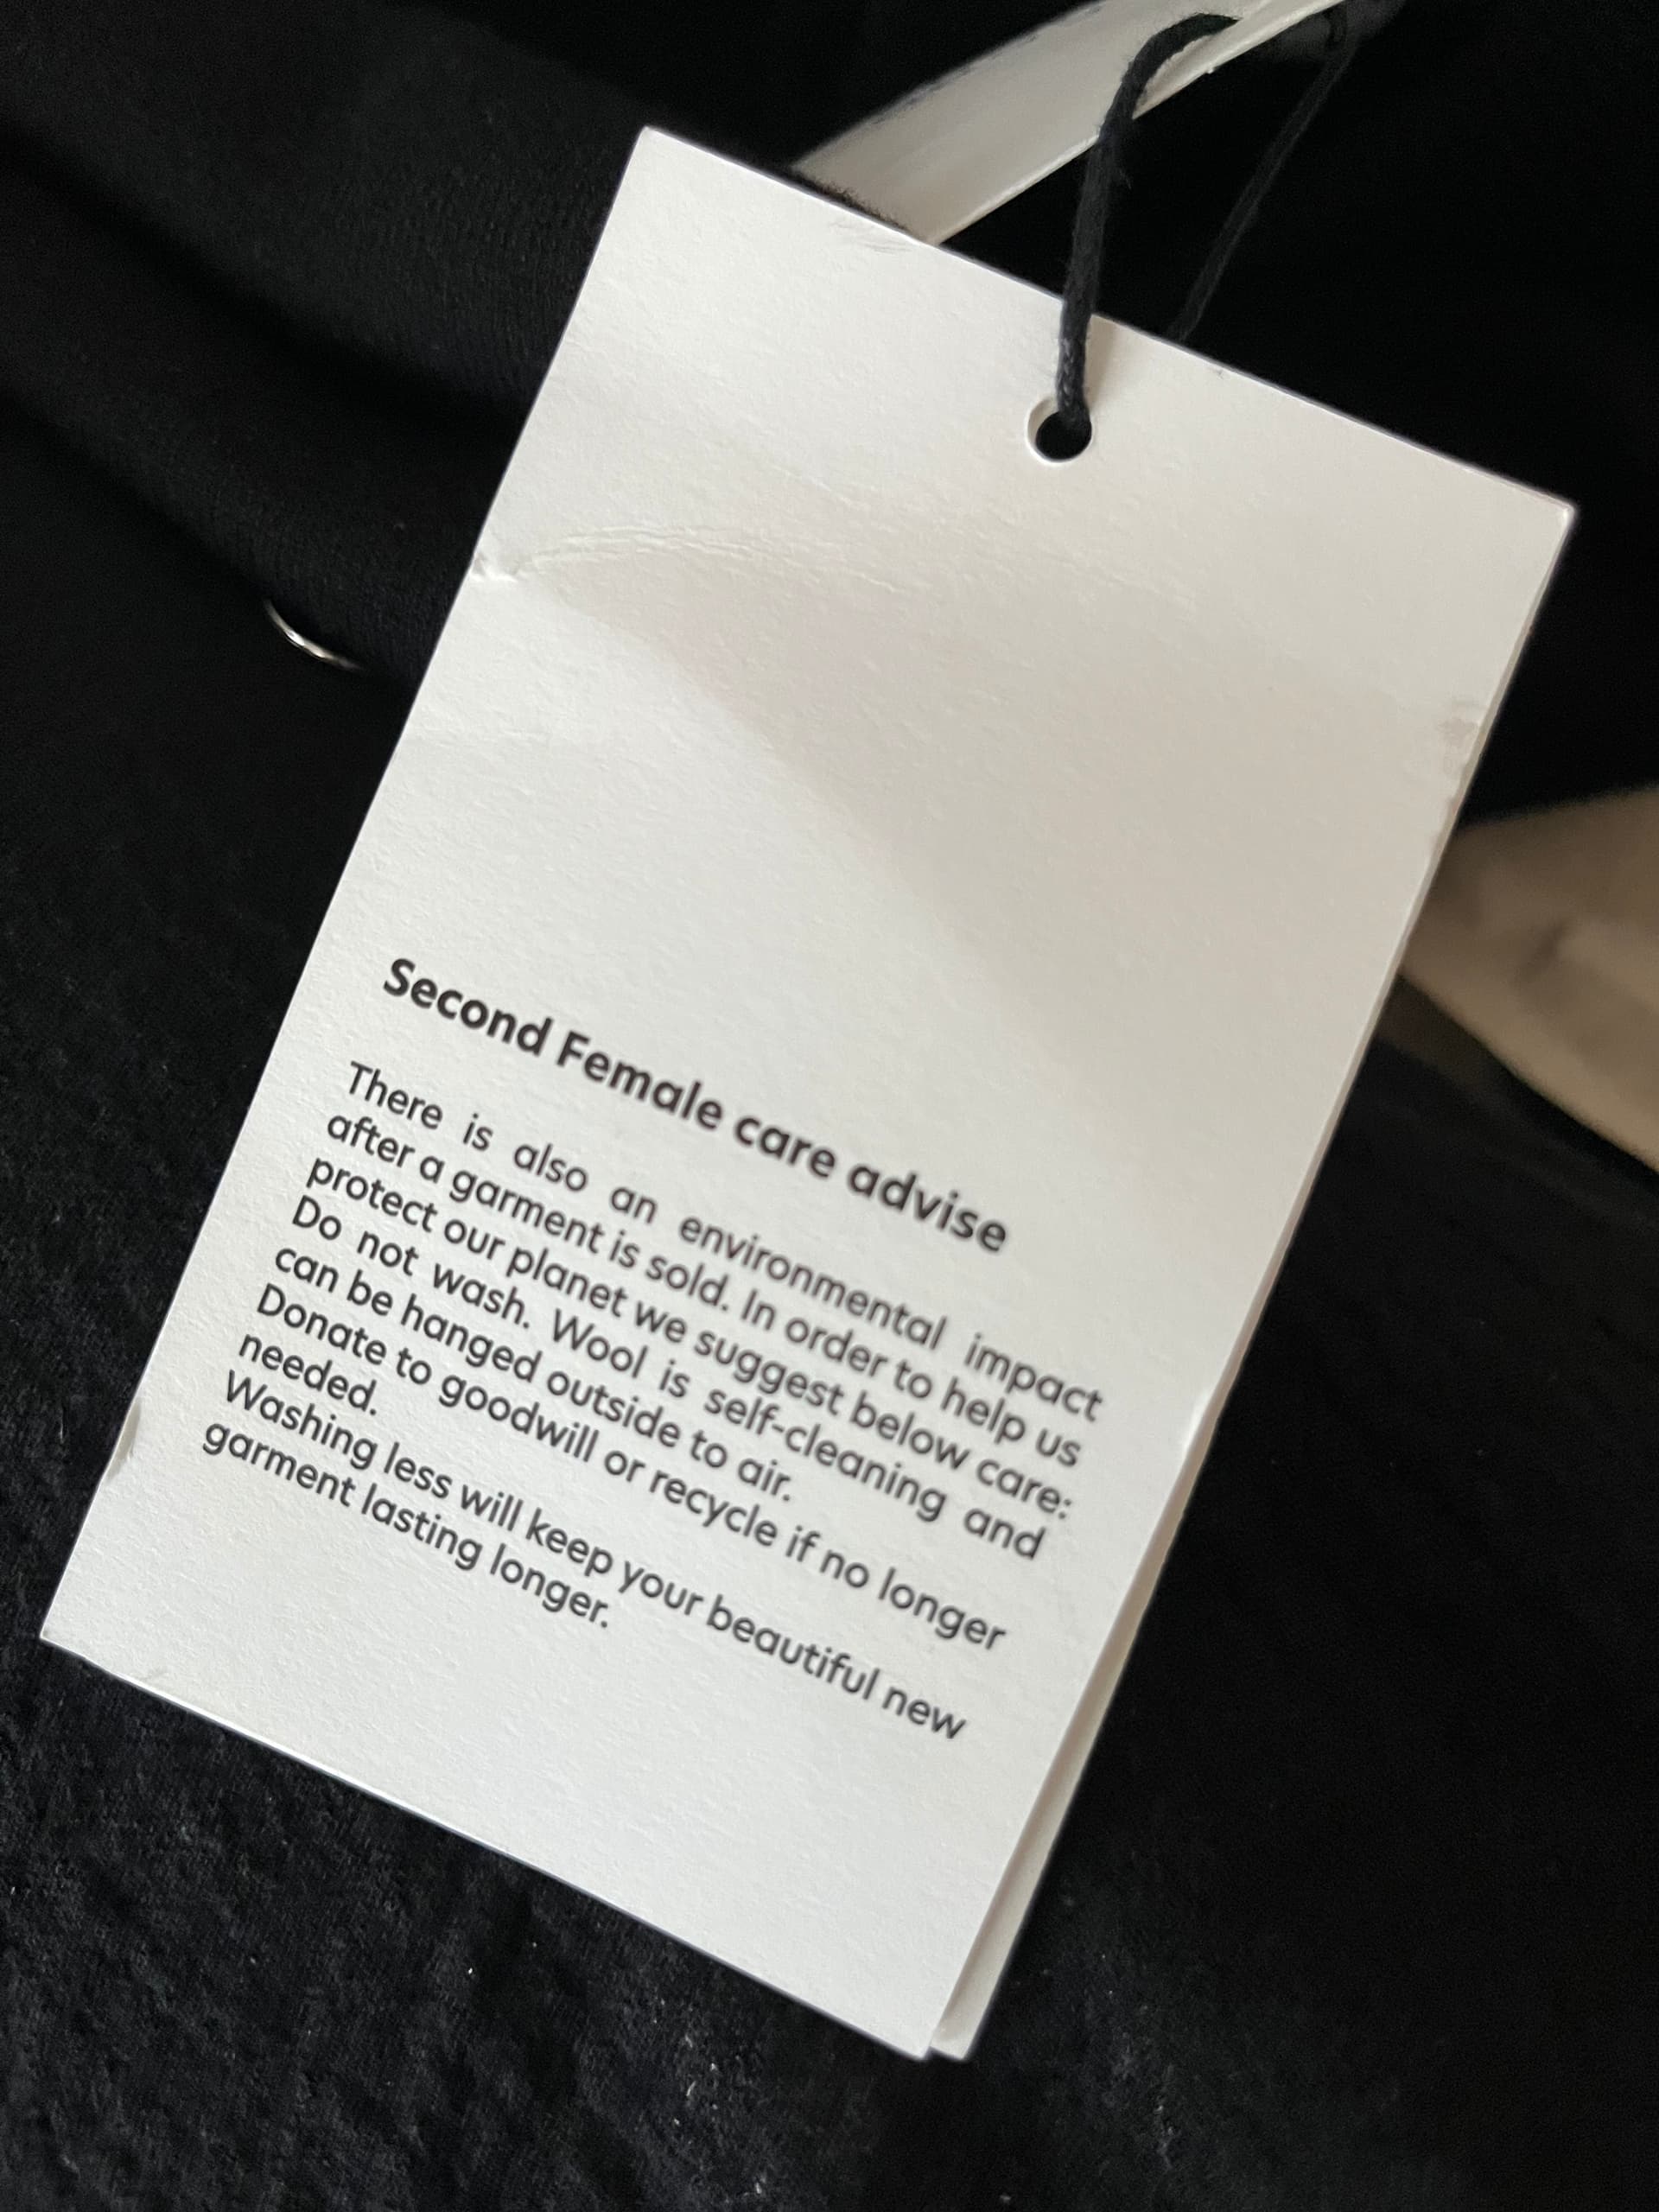 Second Female care advise
There is also an environmental impact
after a garment is sold. In order to help us
protect our planet we suggest below care:
Do not wash. Wool is self-cleaning and
can be hanged outside to air.
Donate to goodwill or recycle if no longer
needed.
Washing less will keep your beautiful new
garment lasting longer.